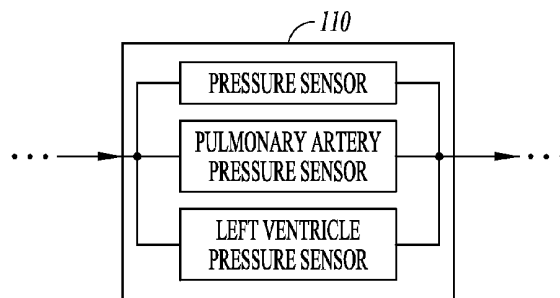 110
PRESSURE SENSOR
PULMONARY ARTERY
PRESSURE SENSOR
LEFT VENTRICLE
PRESSURE SENSOR